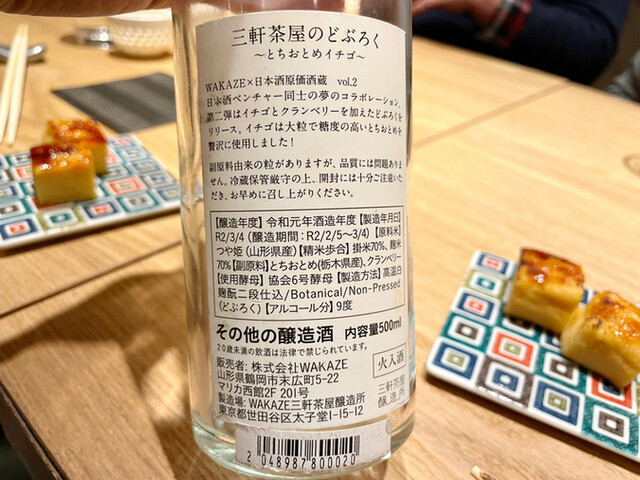 三軒茶屋のどぶろく
～とちおとめイチゴ～
WAKAZE×日本酒原価酒蔵 vol.2
日本酒ベンチャー同士の夢のコラボレーション。
第二弾はイチゴとクランベリーを加えたどぶろくを
リリース。イチゴは大粒で糖度の高いとちおとめを
贅沢に使用しました!
副原料由来の粒がありますが、品質には問題ありま
せん。冷蔵保管厳守の上、開封には十分ご注意いた
だき、お早めに召し上がりください。
【醸造年度】令和元年酒造年度【製造年月日】
R2/3/4(醸造期間:R2/2/5〜3/4)【原料米】
つや姫(山形県産)【精米歩合】掛米70%、麹米
70%【副原料】とちおとめ(栃木県産)、クランベリー
【使用酵母】協会6号酵母【製造方法】高温白
麹酛二段仕込/Botanical/Non-Pressed
(どぶろく)【アルコール分】9度
その他の醸造酒 内容量500ml
20歳未満の飲酒は法律で禁じられています。
販売者:株式会社WAKAZE
山形県鶴岡市末広町5-22
マリカ西館2F 201号
製造場:WAKAZE三軒茶屋醸造所
東京都世田谷区太子堂1-15-12
火入酒
三軒茶屋
醸造所
2 048987 800020